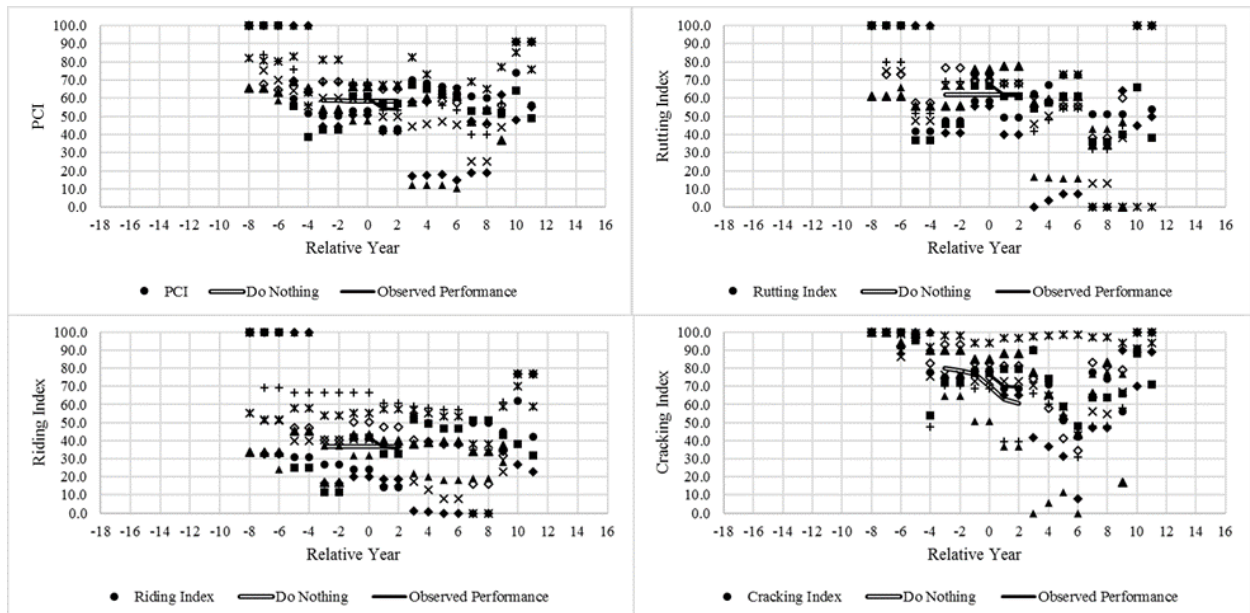 PCI
100.0
90.0
80.0
70.0
60.0
50.0
40.0
30.0
20.0
10.0
0.0
-18 -16 -14 -12 -10 -8 -6 -4 -2 0 2 4 6 8 10 12 14 16
Relative Year
PCI Do Nothing Observed Performance
Rutting Index
100.0
90.0
80.0
70.0
60.0
50.0
40.0
30.0
20.0
10.0
0.0
-18 -16 -14 -12 -10 -8 -6 -4 -2 0 2 4 6 8 10 12 14 16
Relative Year
Rutting Index Do Nothing Observed Performance
Riding Index
100.0
90.0
80.0
70.0
60.0
50.0
40.0
30.0
20.0
10.0
0.0
-18 -16 -14 -12 -10 -8 -6 -4 -2 0 2 4 6 8 10 12 14 16
Relative Year
Riding Index Do Nothing Observed Performance
Cracking Index
100.0
90.0
80.0
70.0
60.0
50.0
40.0
30.0
20.0
10.0
0.0
-18 -16 -14 -12 -10 -8 -6 -4 -2 0 2 4 6 8 10 12 14 16
Relative Year
Cracking Index Do Nothing Observed Performance